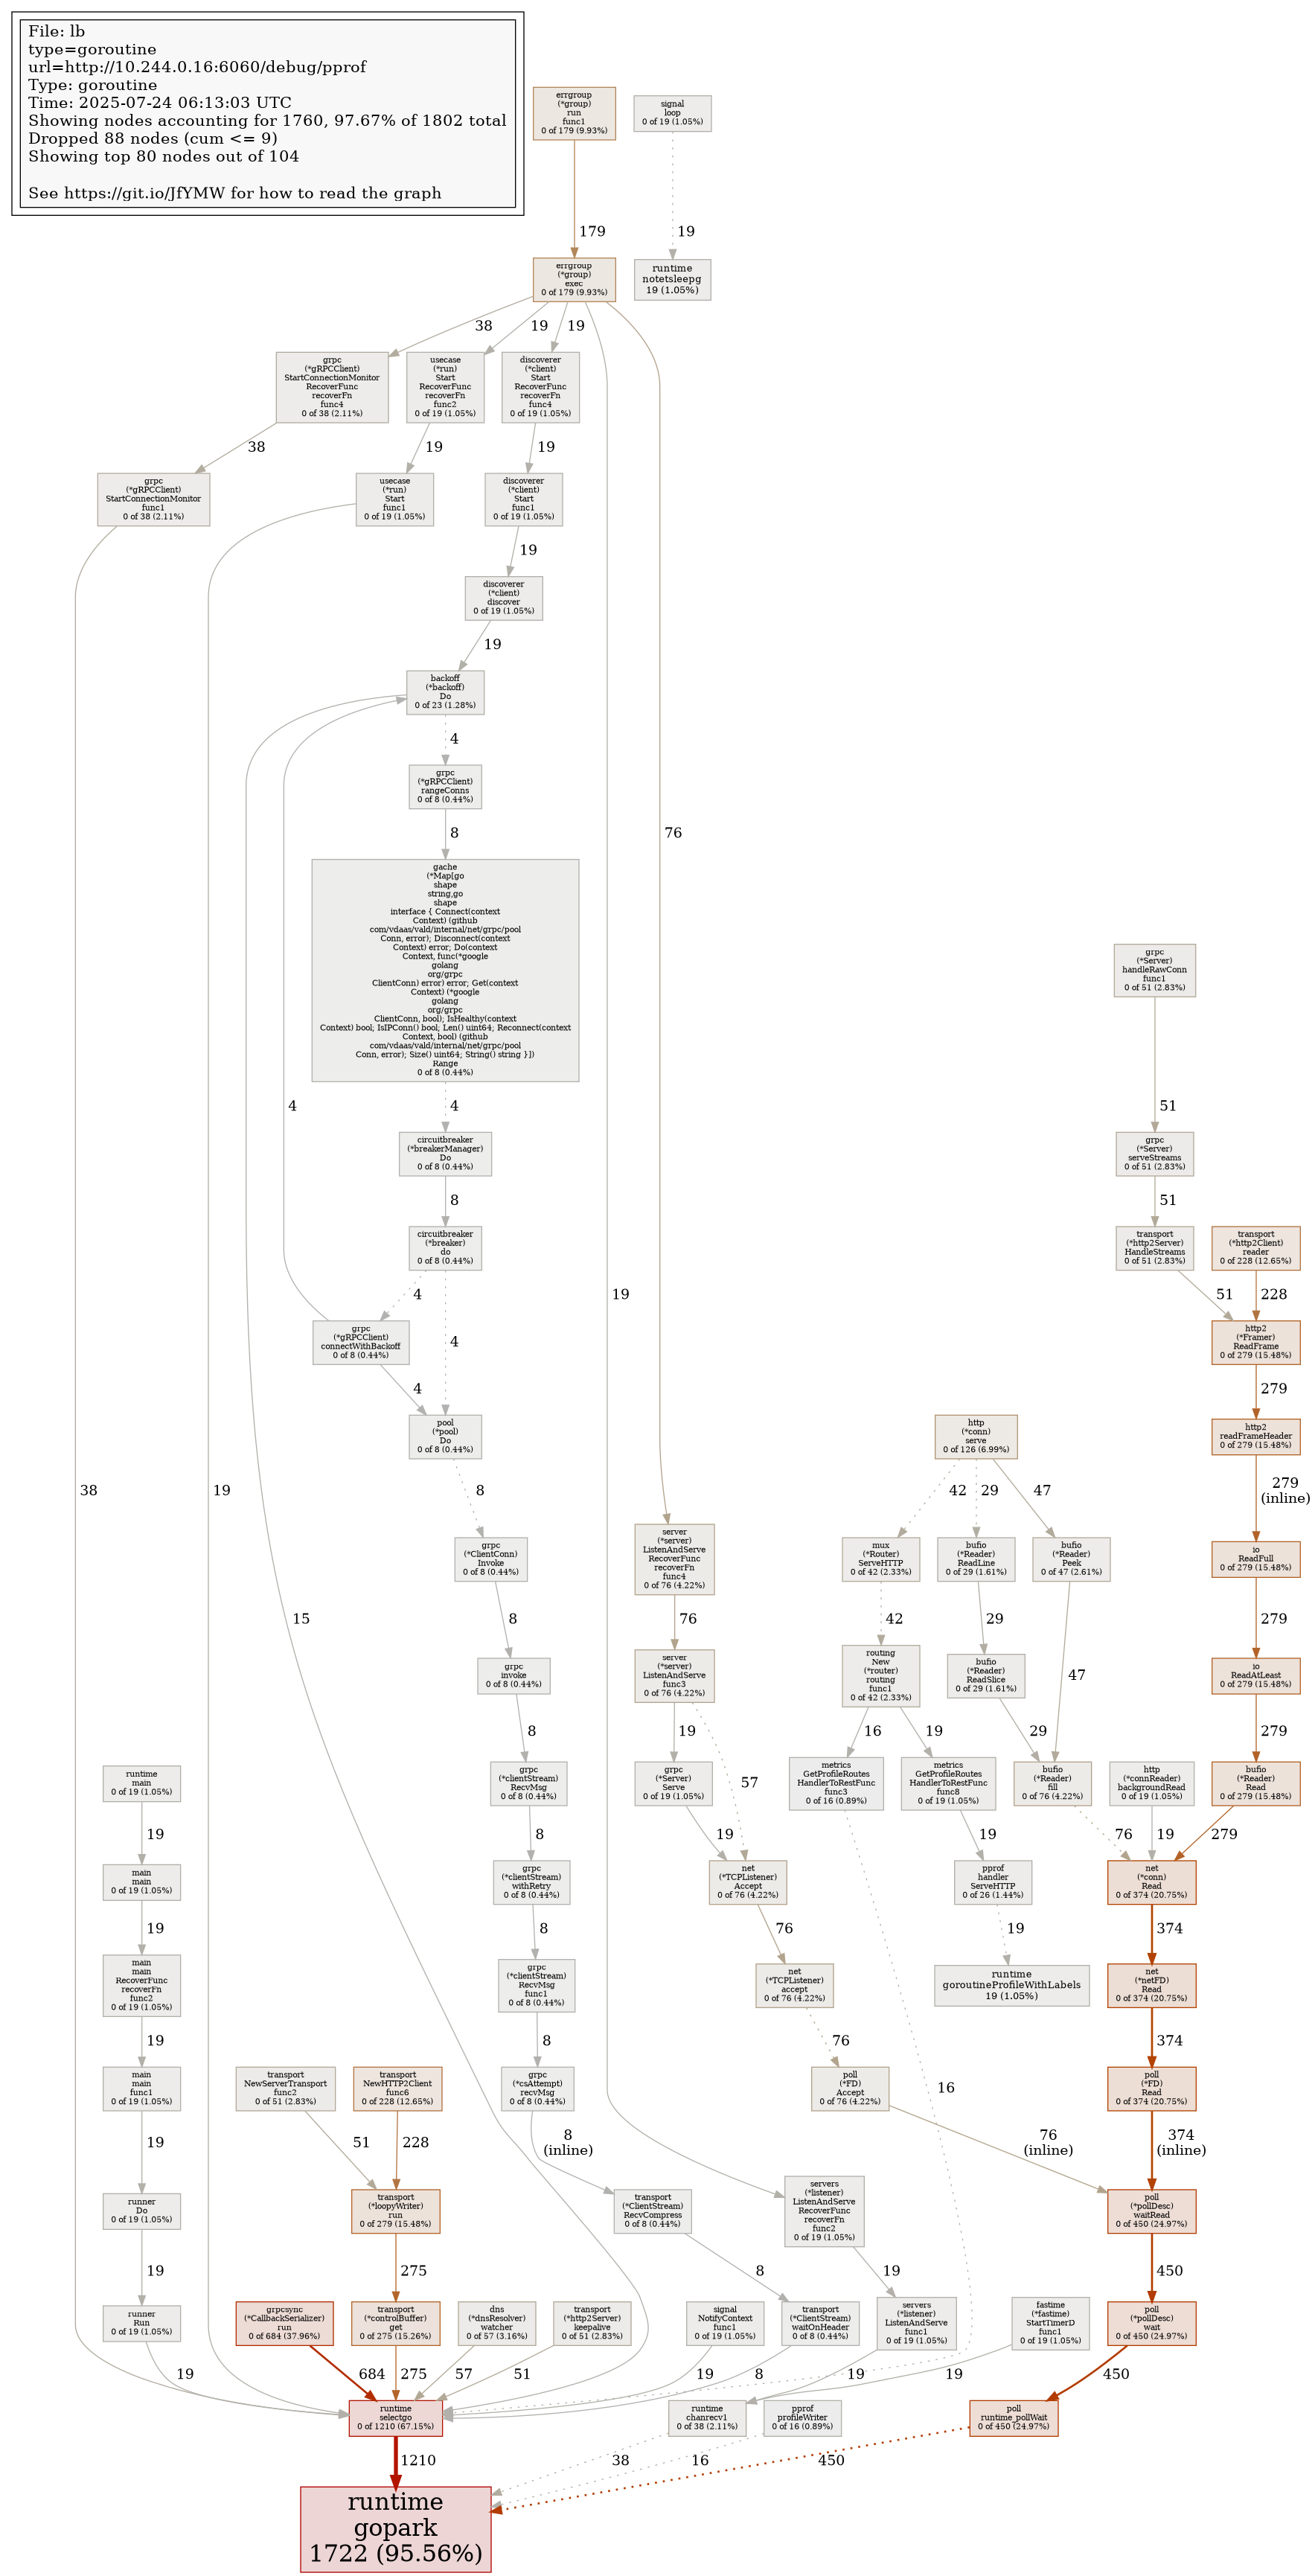 File: lb
type=goroutine
url=http://10.244.0.16:6060/debug/pprof
Type: goroutine
Time: 2025-07-24 06:13:03 UTC
Showing nodes accounting for 1760, 97.67% of 1802 total
Dropped 88 nodes (cum <= 9)
Showing top 80 nodes out of 104
See https://git.io/JfYMW for how to read the graph
errgroup
(*group)
run
func1
0 of 179 (9.93%)
signal
loop
0 of 19 (1.05%)
179
19
errgroup
(*group)
exec
0 of 179 (9.93%)
runtime
notetsleepg
19 (1.05%)
38
19
19
grpc
(*gRPCClient)
StartConnectionMonitor
RecoverFunc
recoverFn
func4
0 of 38 (2.11%)
usecase
(*run)
Start
RecoverFunc
recoverFn
func2
0 of 19 (1.05%)
discoverer
(*client)
Start
RecoverFunc
recoverFn
func4
0 of 19 (1.05%)
38
19
19
grpc
(*gRPCClient)
StartConnectionMonitor
func1
0 of 38 (2.11%)
usecase
(*run)
Start
func1
0 of 19 (1.05%)
discoverer
(*client)
Start
func1
0 of 19 (1.05%)
19
discoverer
(*client)
discover
0 of 19 (1.05%)
19
backoff
(*backoff)
Do
0 of 23 (1.28%)
4
grpc
(*gRPCClient)
rangeConns
0 of 8 (0.44%)
8
76
gache
(*Map[go
shape
string,go
shape
interface { Connect(context
Context) (github
com/vdaas/vald/internal/net/grpc/pool
Conn, error); Disconnect(context
Context) error; Do(context
Context, func(*google
golang
org/grpc
ClientConn) error) error; Get(context
Context) (*google
golang
org/grpc
ClientConn, bool); IsHealthy(context
Context) bool; IsIPConn() bool; Len() uint64; Reconnect(context
Context, bool) (github
com/vdaas/vald/internal/net/grpc/pool
Conn, error); Size() uint64; String() string }])
Range
0 of 8 (0.44%)
grpc
(*Server)
handleRawConn
func1
0 of 51 (2.83%)
4
4
51
circuitbreaker
(*breakerManager)
Do
0 of 8 (0.44%)
grpc
(*Server)
serveStreams
0 of 51 (2.83%)
8
51
circuitbreaker
(*breaker)
do
0 of 8 (0.44%)
transport
(*http2Server)
HandleStreams
0 of 51 (2.83%)
transport
(*http2Client)
reader
0 of 228 (12.65%)
4
19
51
228
grpc
(*gRPCClient)
connectWithBackoff
0 of 8 (0.44%)
4
http2
(*Framer)
ReadFrame
0 of 279 (15.48%)
4
279
pool
(*pool)
Do
0 of 8 (0.44%)
http
(*conn)
serve
0 of 126 (6.99%)
http2
readFrameHeader
0 of 279 (15.48%)
38
19
8
42
29
47
279
(inline)
grpc
(*ClientConn)
Invoke
0 of 8 (0.44%)
server
(*server)
ListenAndServe
RecoverFunc
recoverFn
func4
0 of 76 (4.22%)
mux
(*Router)
ServeHTTP
0 of 42 (2.33%)
bufio
(*Reader)
ReadLine
0 of 29 (1.61%)
bufio
(*Reader)
Peek
0 of 47 (2.61%)
io
ReadFull
0 of 279 (15.48%)
15
8
76
42
29
279
grpc
invoke
0 of 8 (0.44%)
server
(*server)
ListenAndServe
func3
0 of 76 (4.22%)
routing
New
(*router)
routing
func1
0 of 42 (2.33%)
bufio
(*Reader)
ReadSlice
0 of 29 (1.61%)
47
io
ReadAtLeast
0 of 279 (15.48%)
8
19
57
16
19
29
279
runtime
main
0 of 19 (1.05%)
grpc
(*clientStream)
RecvMsg
0 of 8 (0.44%)
grpc
(*Server)
Serve
0 of 19 (1.05%)
metrics
GetProfileRoutes
HandlerToRestFunc
func3
0 of 16 (0.89%)
metrics
GetProfileRoutes
HandlerToRestFunc
func8
0 of 19 (1.05%)
bufio
(*Reader)
fill
0 of 76 (4.22%)
http
(*connReader)
backgroundRead
0 of 19 (1.05%)
bufio
(*Reader)
Read
0 of 279 (15.48%)
19
8
19
19
76
19
279
main
main
0 of 19 (1.05%)
grpc
(*clientStream)
withRetry
0 of 8 (0.44%)
net
(*TCPListener)
Accept
0 of 76 (4.22%)
pprof
handler
ServeHTTP
0 of 26 (1.44%)
net
(*conn)
Read
0 of 374 (20.75%)
19
8
76
19
374
main
main
RecoverFunc
recoverFn
func2
0 of 19 (1.05%)
grpc
(*clientStream)
RecvMsg
func1
0 of 8 (0.44%)
net
(*TCPListener)
accept
0 of 76 (4.22%)
runtime
goroutineProfileWithLabels
19 (1.05%)
net
(*netFD)
Read
0 of 374 (20.75%)
19
8
76
374
main
main
func1
0 of 19 (1.05%)
transport
NewServerTransport
func2
0 of 51 (2.83%)
transport
NewHTTP2Client
func6
0 of 228 (12.65%)
grpc
(*csAttempt)
recvMsg
0 of 8 (0.44%)
poll
(*FD)
Accept
0 of 76 (4.22%)
16
poll
(*FD)
Read
0 of 374 (20.75%)
19
51
228
8
(inline)
76
(inline)
374
(inline)
runner
Do
0 of 19 (1.05%)
transport
(*loopyWriter)
run
0 of 279 (15.48%)
transport
(*ClientStream)
RecvCompress
0 of 8 (0.44%)
servers
(*listener)
ListenAndServe
RecoverFunc
recoverFn
func2
0 of 19 (1.05%)
poll
(*pollDesc)
waitRead
0 of 450 (24.97%)
19
275
8
19
450
runner
Run
0 of 19 (1.05%)
grpcsync
(*CallbackSerializer)
run
0 of 684 (37.96%)
transport
(*controlBuffer)
get
0 of 275 (15.26%)
dns
(*dnsResolver)
watcher
0 of 57 (3.16%)
transport
(*http2Server)
keepalive
0 of 51 (2.83%)
signal
NotifyContext
func1
0 of 19 (1.05%)
transport
(*ClientStream)
waitOnHeader
0 of 8 (0.44%)
servers
(*listener)
ListenAndServe
func1
0 of 19 (1.05%)
fastime
(*fastime)
StartTimerD
func1
0 of 19 (1.05%)
poll
(*pollDesc)
wait
0 of 450 (24.97%)
19
684
275
57
51
19
8
19
19
450
runtime
selectgo
0 of 1210 (67.15%)
runtime
chanrecv1
0 of 38 (2.11%)
pprof
profileWriter
0 of 16 (0.89%)
poll
runtime_pollWait
0 of 450 (24.97%)
1210
38
16
450
runtime
gopark
1722 (95.56%)